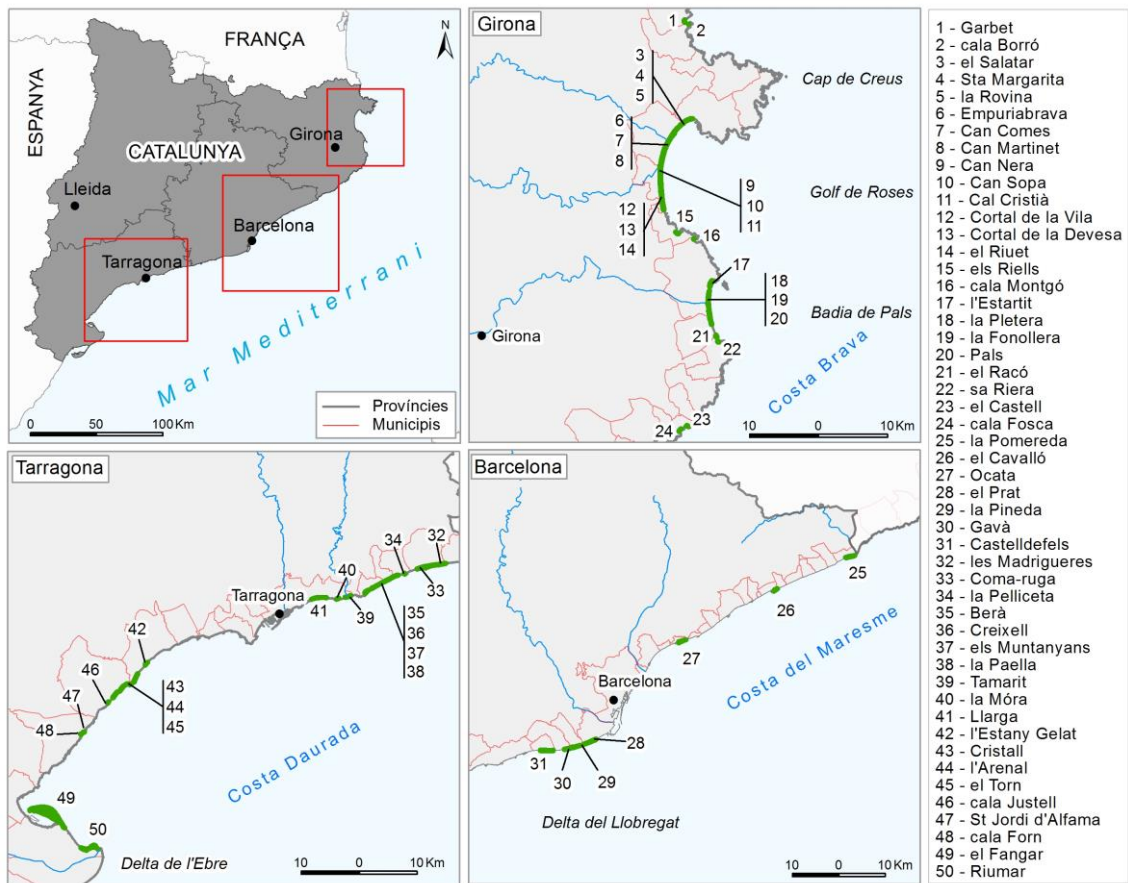 FRANÇA
N
ESPANYA
CATALUNYA
Girona
Lleida
Barcelona
Tarragona
Mar Mediterrani
Províncies
Municipis
0 50 100 Km
Girona
1
2
3
4
5
Cap de Creus
6
7
8
9
10
11
Golf de Roses
12
13
14
15
16
17
18
19
20
Badia de Pals
Girona
21
22
Costa Brava
23
24
10 0 10 Km
Tarragona
32
34
33
40
Tarragona
41
39
35
36
37
38
42
46
43
44
45
47
48
Costa Daurada
49
50
Delta de l'Ebre
10 0 10 Km
Barcelona
25
26
Costa del Maresme
27
Barcelona
28
31
30
29
Delta del Llobregat
10 0 10 Km
1 - Garbet
2 - cala Borró
3 - el Salatar
4 - Sta Margarita
5 - la Rovina
6 - Empuriabrava
7 - Can Comes
8 - Can Martinet
9 - Can Nera
10 - Can Sopa
11 - Cal Cristià
12 - Cortal de la Vila
13 - Cortal de la Devesa
14 - el Riuet
15 - els Riells
16 - cala Montgó
17 - l'Estartit
18 - la Pletera
19 - la Fonollera
20 - Pals
21 - el Racó
22 - sa Riera
23 - el Castell
24 - cala Fosca
25 - la Pomereda
26 - el Cavalló
27 - Ocata
28 - el Prat
29 - la Pineda
30 - Gavà
31 - Castelldefels
32 - les Madrigueres
33 - Coma-ruga
34 - la Pelliceta
35 - Berà
36 - Creixell
37 - els Muntanyans
38 - la Paella
39 - Tamarit
40 - la Móra
41 - Llarga
42 - l'Estany Gelat
43 - Cristall
44 - l'Arenal
45 - el Torn
46 - cala Justell
47 - St Jordi d'Alfama
48 - cala Forn
49 - el Fangar
50 - Riumar